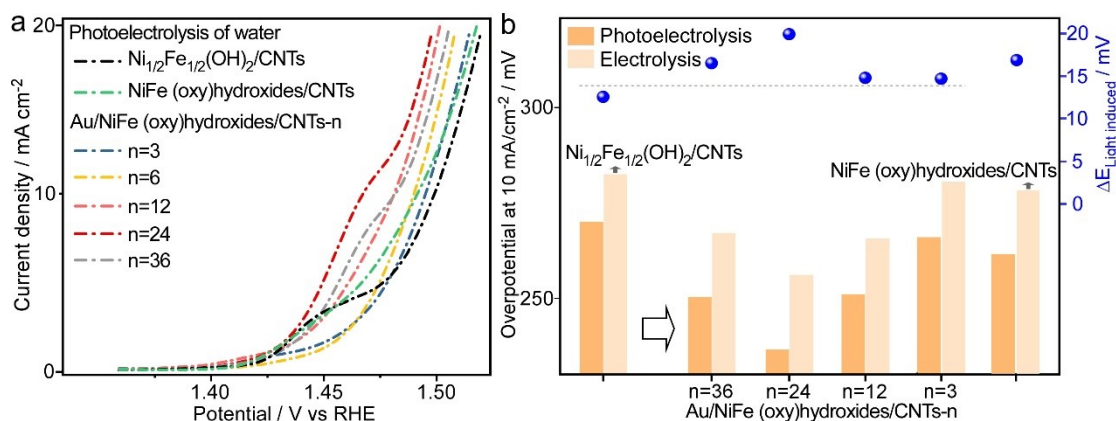 a
20
10
0
Current density / mA cm⁻²
Photoelectrolysis of water
Ni₁/₂Fe₁/₂(OH)₂/CNTs
NiFe (oxy)hydroxides/CNTs
Au/NiFe (oxy)hydroxides/CNTs-n
n=3
n=6
n=12
n=24
n=36
1.40 1.45 1.50
Potential / V vs RHE
b
Overpotential at 10 mA/cm⁻² / mV
300
250
Photoelectrolysis
Electrolysis
Ni₁/₂Fe₁/₂(OH)₂/CNTs
NiFe (oxy)hydroxides/CNTs
20
15
10
5
0
ΔE_Light induced / mV
n=36 n=24 n=12 n=3
Au/NiFe (oxy)hydroxides/CNTs-n